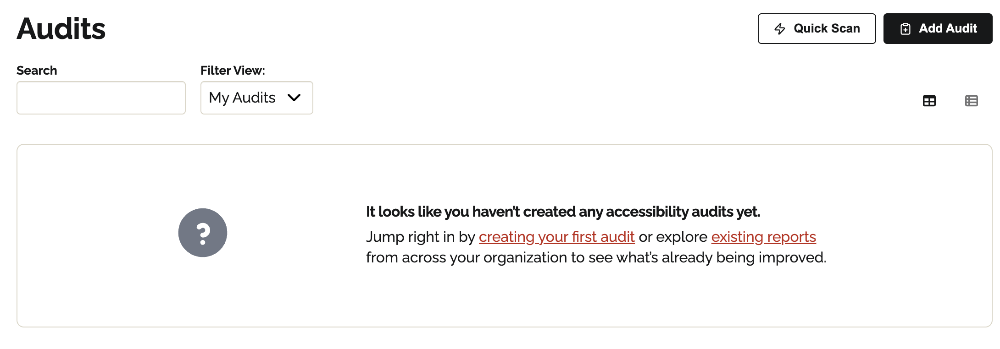 Audits
Quick Scan
Add Audit
Search
Filter View:
My Audits
It looks like you haven’t created any accessibility audits yet.
Jump right in by creating your first audit or explore existing reports
from across your organization to see what’s already being improved.